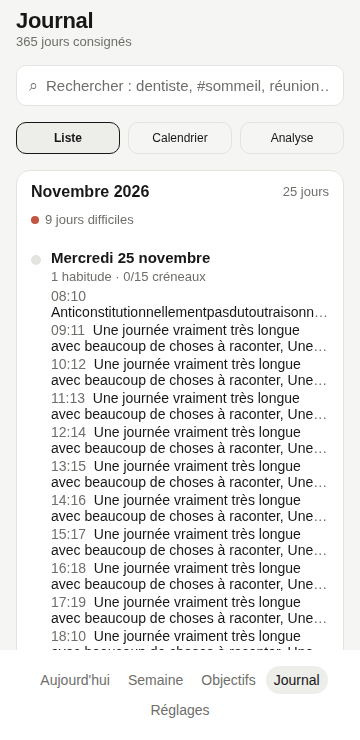 Journal
365 jours consignés
Rechercher : dentiste, #sommeil, réunion..
Liste
Calendrier
Analyse
Novembre 2026
25 jours
9 jours difficiles
Mercredi 25 novembre
1 habitude · 0/15 créneaux
08:10
Anticonstitutionnellementpasdutoutraisonn…
09:11 Une journée vraiment très longue
avec beaucoup de choses à raconter, Une…
10:12 Une journée vraiment très longue
avec beaucoup de choses à raconter, Une…
11:13 Une journée vraiment très longue
avec beaucoup de choses à raconter, Une…
12:14 Une journée vraiment très longue
avec beaucoup de choses à raconter, Une…
13:15 Une journée vraiment très longue
avec beaucoup de choses à raconter, Une…
14:16 Une journée vraiment très longue
avec beaucoup de choses à raconter, Une…
15:17 Une journée vraiment très longue
avec beaucoup de choses à raconter, Une…
16:18 Une journée vraiment très longue
avec beaucoup de choses à raconter, Une…
17:19 Une journée vraiment très longue
avec beaucoup de choses à raconter, Une…
18:10 Une journée vraiment très longue
Aujourd'hui
Semaine
Objectifs
Journal
Réglages